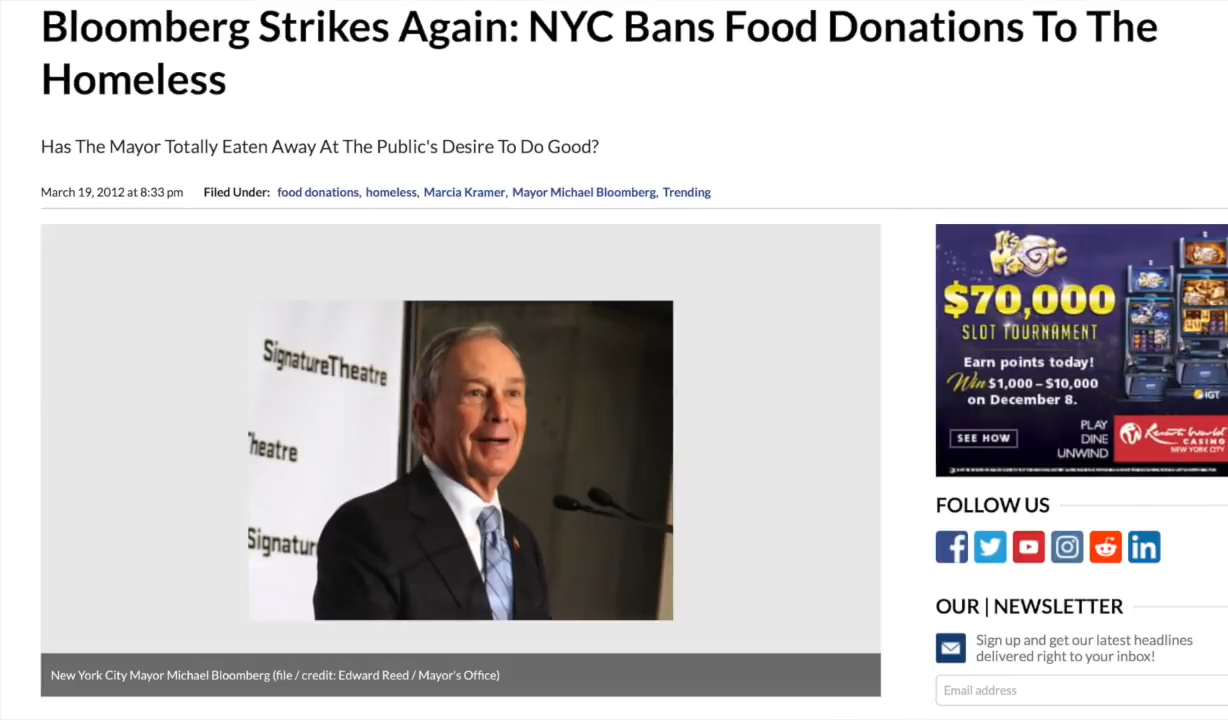 Bloomberg Strikes Again: NYC Bans Food Donations To The
Homeless
Has The Mayor Totally Eaten Away At The Public's Desire To Do Good?
March 19, 2012 at 8:33 pm Filed Under: food donations, homeless, Marcia Kramer, Mayor Michael Bloomberg, Trending
SignatureTheatre
Theatre
Signatur
New York City Mayor Michael Bloomberg (file / credit: Edward Reed / Mayor's Office)
It's
Magic
$70,000
SLOT TOURNAMENT
Earn points today!
Win $1,000 – $10,000
on December 8.
IGT
SEE HOW
PLAY
DINE
UNWIND
Resorts World
CASINO
NEW YORK CITY
FOLLOW US
OUR | NEWSLETTER
Sign up and get our latest headlines
delivered right to your inbox!
Email address